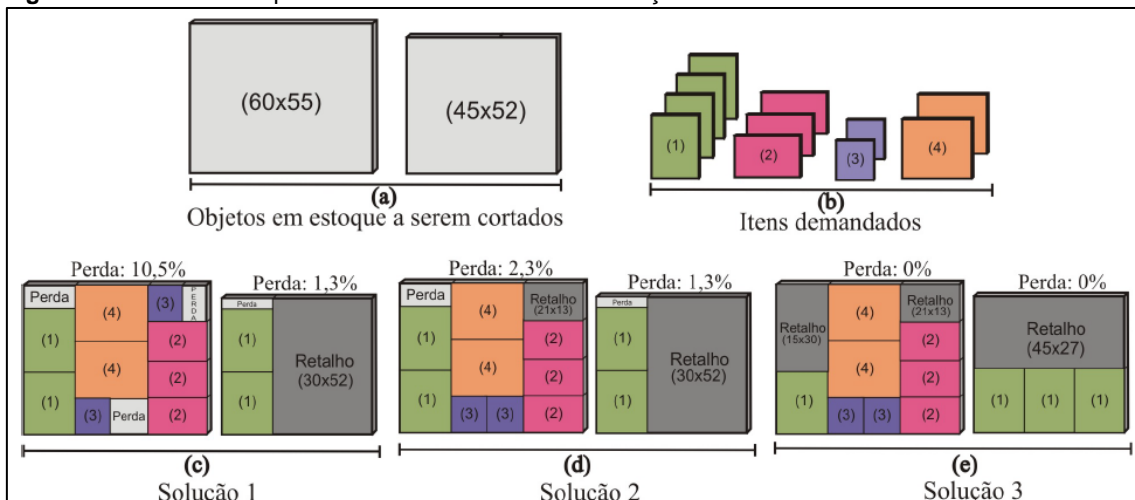 (60x55)
(45x52)
(1)
(2)
(3)
(4)
(a)
Objetos em estoque a serem cortados
(b)
Itens demandados
Perda: 10,5%
Perda: 1,3%
Perda
(4)
(3)
PERDA
(1)
(4)
(2)
(2)
(1)
(3)
Perda
(2)
Perda
(1)
(1)
Retalho
(30x52)
(c)
Solução 1
Perda: 2,3%
Perda: 1,3%
Perda
(4)
Retalho
(21x13)
(1)
(4)
(2)
(2)
(1)
(3)
(3)
(2)
Perda
(1)
(1)
Retalho
(30x52)
(d)
Solução 2
Perda: 0%
Perda: 0%
Retalho
(15x30)
(4)
Retalho
(21x13)
(4)
(2)
(2)
(1)
(3)
(3)
(2)
Retalho
(45x27)
(1)
(1)
(1)
(e)
Solução 3